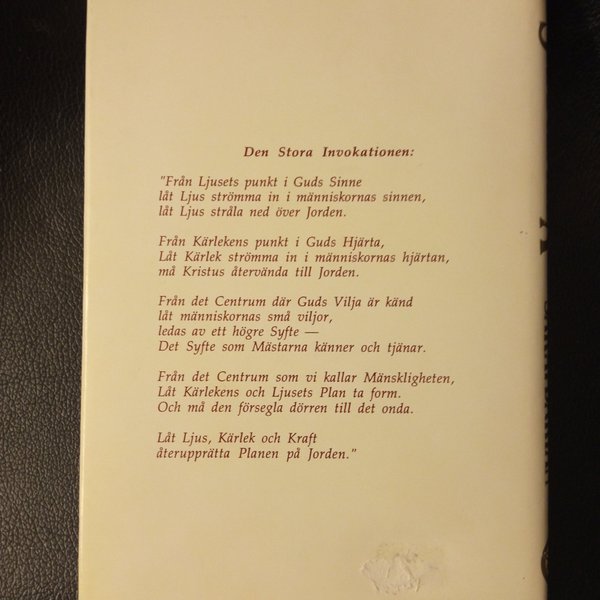 Den Stora Invokationen:
"Från Ljusets punkt i Guds Sinne
låt Ljus strömma in i människornas sinnen,
låt Ljus stråla ned över Jorden.
Från Kärlekens punkt i Guds Hjärta,
Låt Kärlek strömma in i människornas hjärtan,
må Kristus återvända till Jorden.
Från det Centrum där Guds Vilja är känd
låt människornas små viljor,
ledas av ett högre Syfte —
Det Syfte som Mästarna känner och tjänar.
Från det Centrum som vi kallar Mänskligheten,
Låt Kärlekens och Ljusets Plan ta form.
Och må den försegla dörren till det onda.
Låt Ljus, Kärlek och Kraft
återupprätta Planen på Jorden."